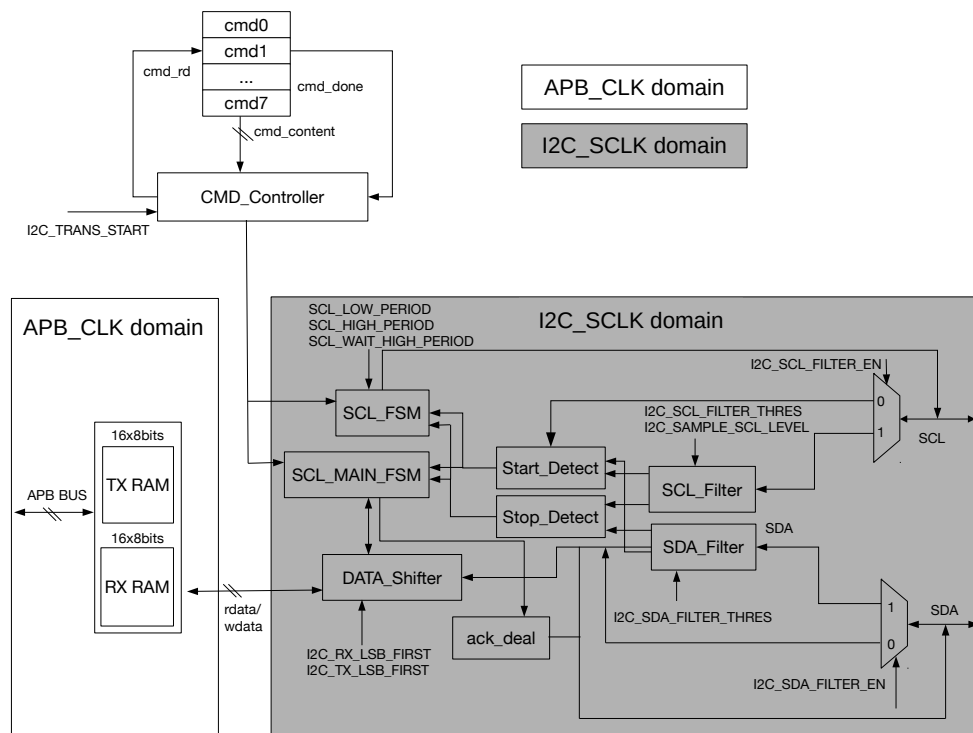 cmd0
cmd1
...
cmd7
cmd_rd
cmd_done
cmd_content
CMD_Controller
I2C_TRANS_START
APB_CLK domain
I2C_SCLK domain
APB_CLK domain
16x8bits
TX RAM
16x8bits
RX RAM
APB BUS
rdata/
wdata
I2C_SCLK domain
SCL_LOW_PERIOD
SCL_HIGH_PERIOD
SCL_WAIT_HIGH_PERIOD
SCL_FSM
SCL_MAIN_FSM
DATA_Shifter
I2C_RX_LSB_FIRST
I2C_TX_LSB_FIRST
ack_deal
Start_Detect
Stop_Detect
I2C_SCL_FILTER_THRES
I2C_SAMPLE_SCL_LEVEL
SCL_Filter
SDA_Filter
SDA
I2C_SDA_FILTER_THRES
I2C_SCL_FILTER_EN
0
1
SCL
1
0
SDA
I2C_SDA_FILTER_EN